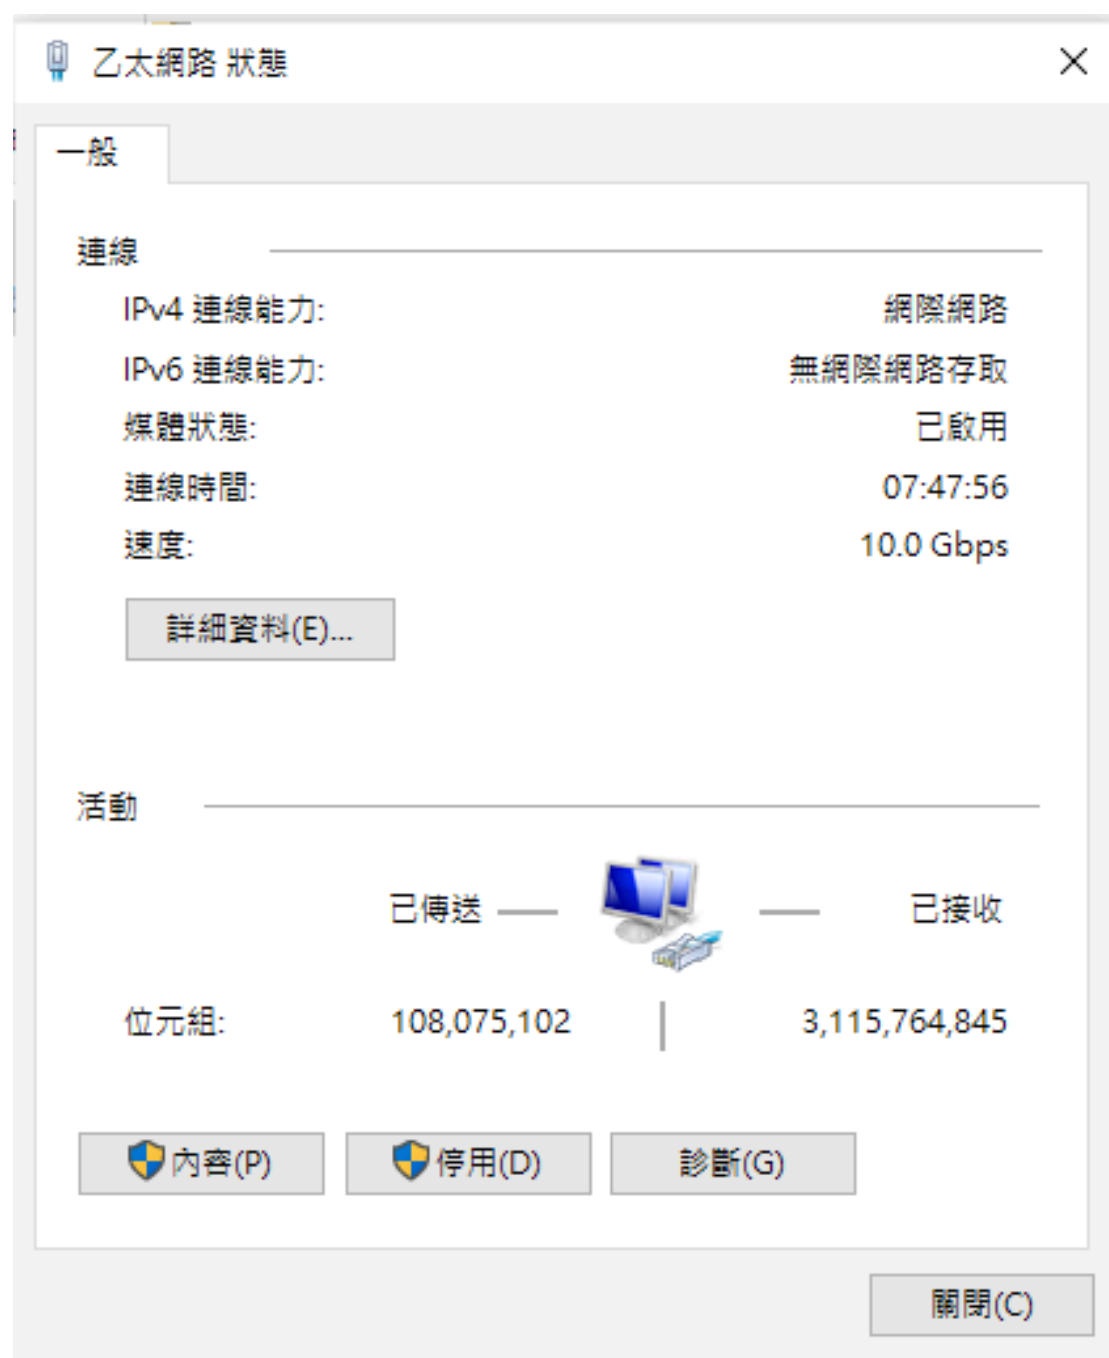 乙太網路 狀態
一般
連線
IPv4 連線能力: 網際網路
IPv6 連線能力: 無網際網路存取
媒體狀態: 已啟用
連線時間: 07:47:56
速度: 10.0 Gbps
詳細資料(E)...
活動
已傳送 已接收
位元組: 108,075,102 3,115,764,845
內容(P) 停用(D) 診斷(G)
關閉(C)